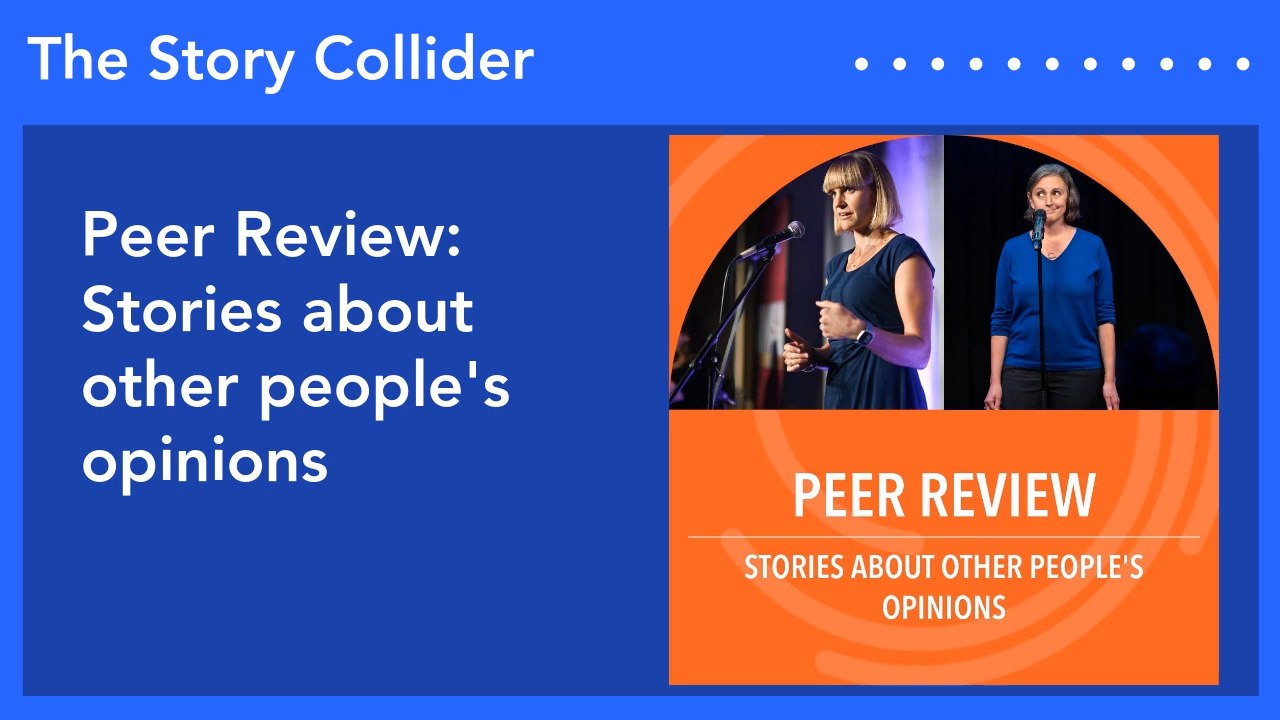 The Story Collider
Peer Review:
Stories about
other people's
opinions
PEER REVIEW
STORIES ABOUT OTHER PEOPLE'S
OPINIONS